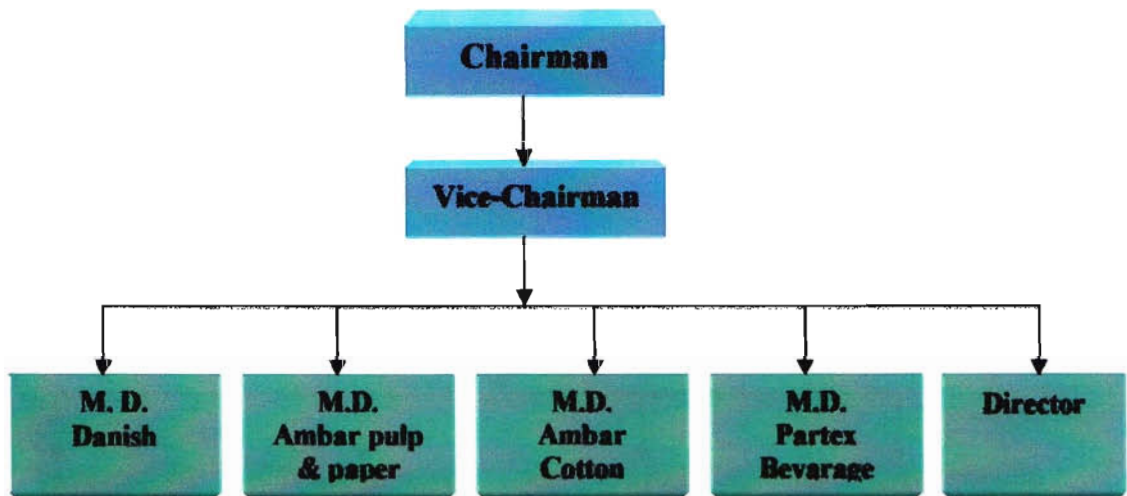 Chairman
Vice-Chairman
M. D.
Danish
M.D.
Ambar pulp
& paper
M.D.
Ambar
Cotton
M.D.
Partex
Bevarage
Director